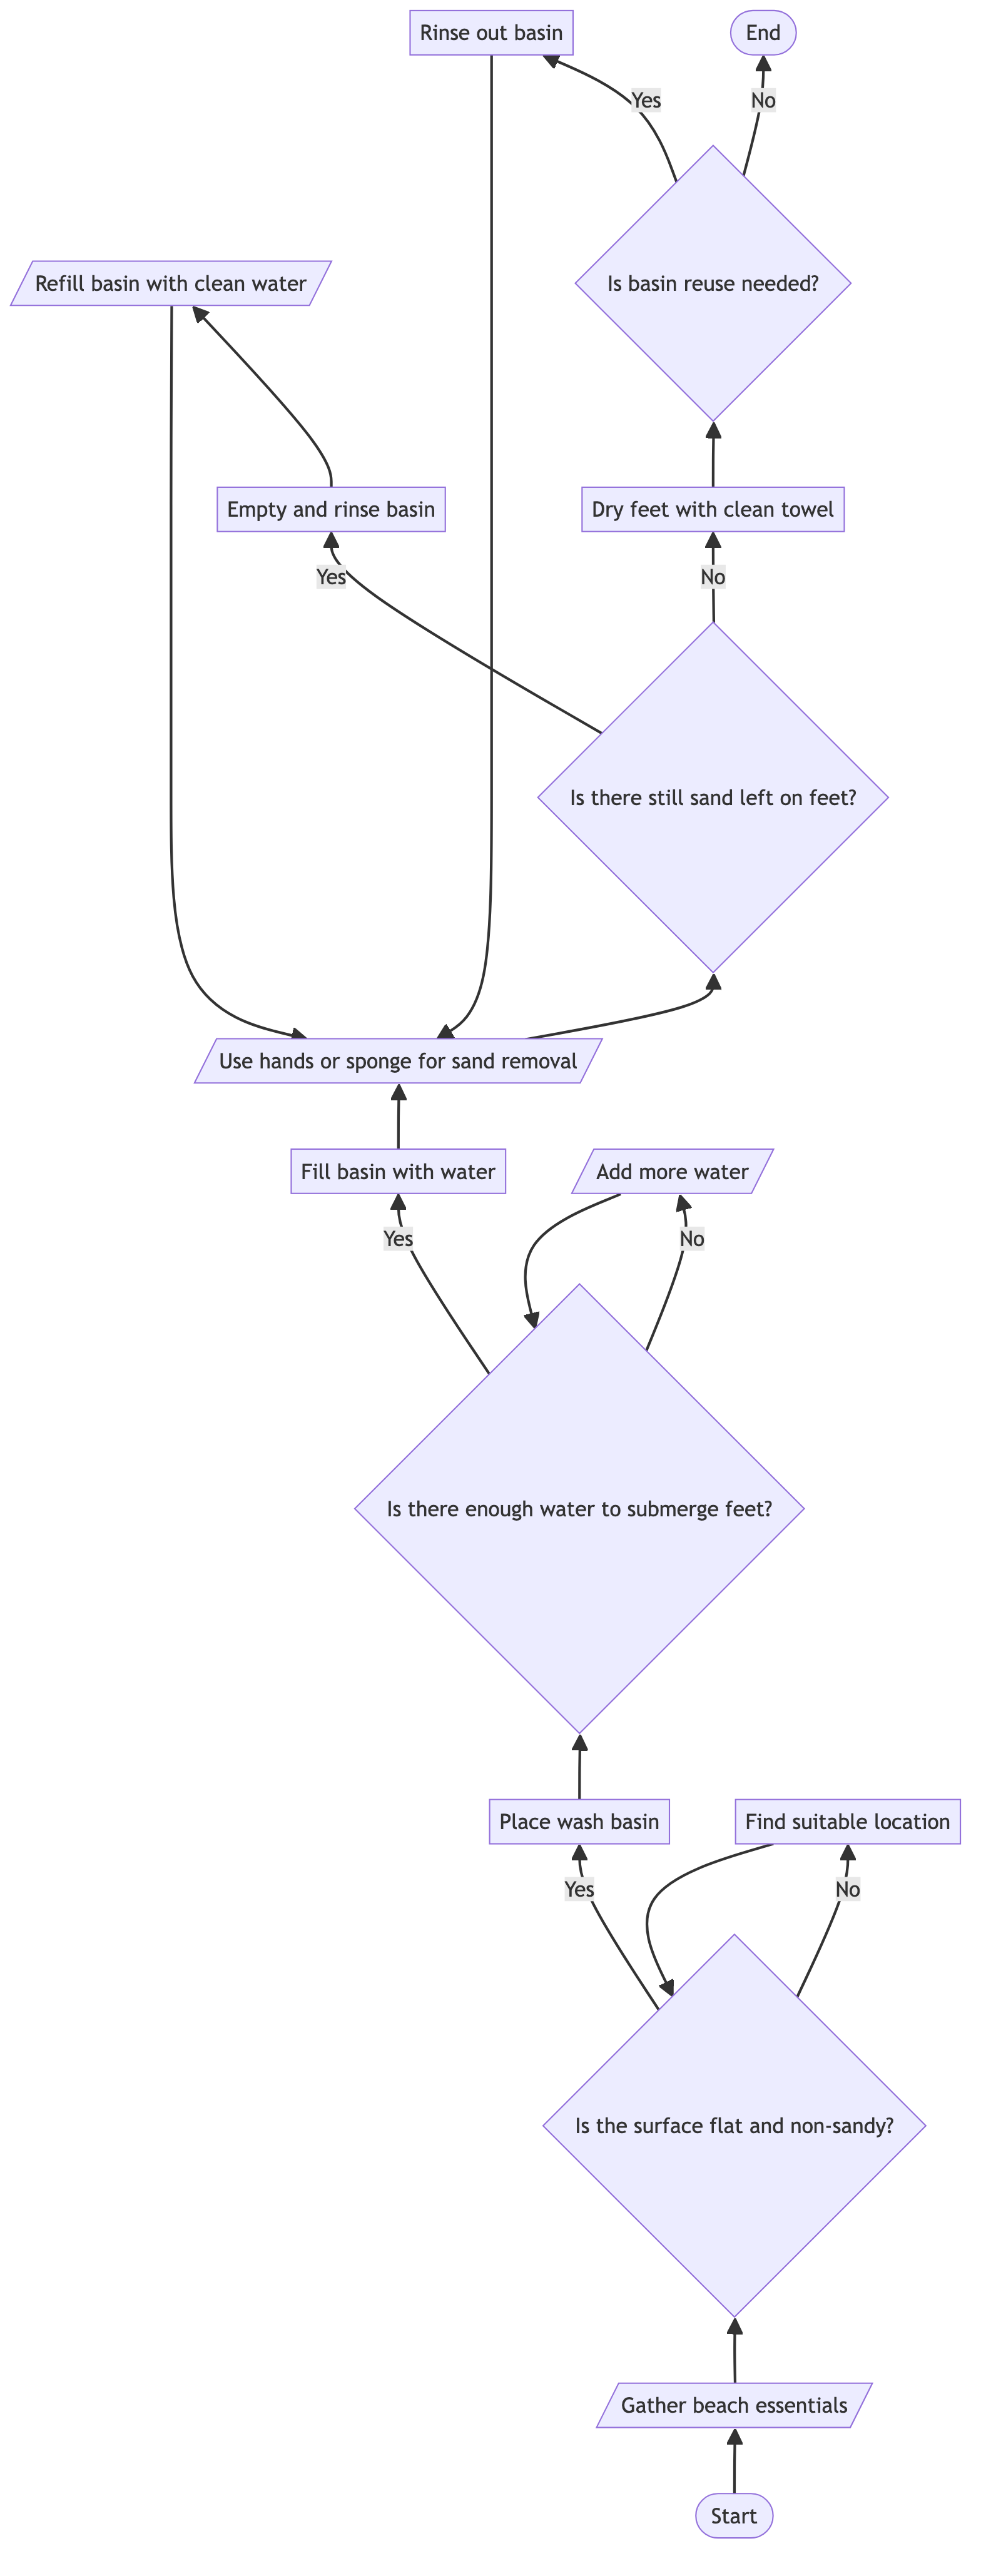 Rinse out basin
End
Yes
No
Refill basin with clean water
Is basin reuse needed?
Empty and rinse basin
Dry feet with clean towel
Yes
No
Is there still sand left on feet?
Use hands or sponge for sand removal
Fill basin with water
Add more water
Yes
No
Is there enough water to submerge feet?
Place wash basin
Find suitable location
Yes
No
Is the surface flat and non-sandy?
Gather beach essentials
Start